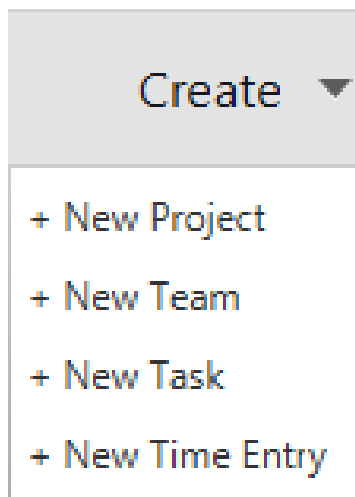 Create
+ New Project
+ New Team
+ New Task
+ New Time Entry